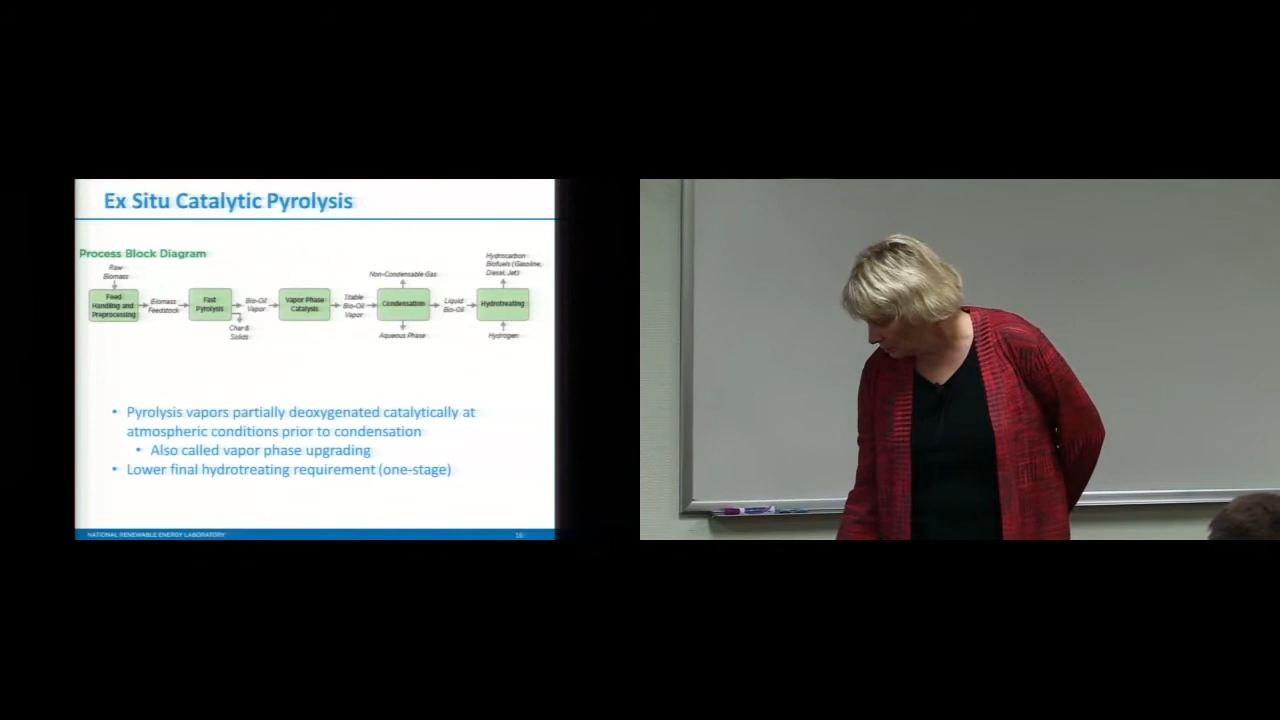 Ex Situ Catalytic Pyrolysis
Process Block Diagram
Raw
Biomass
Feed
Handling and
Preprocessing
Biomass
Feedstock
Fast
Pyrolysis
Char &
Solids
Bio-Oil
Vapor
Vapor Phase
Catalysis
Stable
Bio-Oil
Vapor
Non-Condensable Gas
Condensation
Aqueous Phase
Liquid
Bio-Oil
Hydrocarbon
Biofuels (Gasoline,
Diesel, Jet)
Hydrotreating
Hydrogen
• Pyrolysis vapors partially deoxygenated catalytically at
atmospheric conditions prior to condensation
• Also called vapor phase upgrading
• Lower final hydrotreating requirement (one-stage)
NATIONAL RENEWABLE ENERGY LABORATORY
16